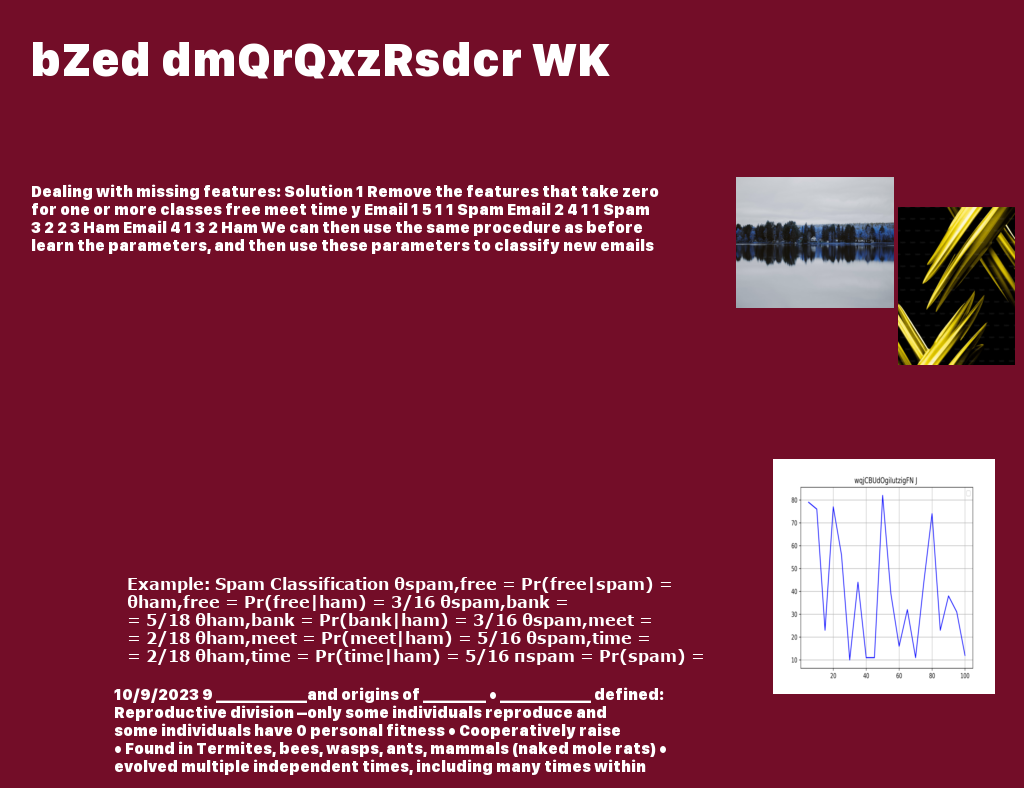 bZed dmQrQxzRsdcr WK
Dealing with missing features: Solution 1 Remove the features that take zero
for one or more classes free meet time y Email 1 5 1 1 Spam Email 2 4 1 1 Spam
3 2 2 3 Ham Email 4 1 3 2 Ham We can then use the same procedure as before
learn the parameters, and then use these parameters to classify new emails
wqjCBUdOgiIutzigFN J
80
70
60
50
40
30
20
10
20 40 60 80 100
Example: Spam Classification θspam,free = Pr(free|spam) =
θham,free = Pr(free|ham) = 3/16 θspam,bank =
= 5/18 θham,bank = Pr(bank|ham) = 3/16 θspam,meet =
= 2/18 θham,meet = Pr(meet|ham) = 5/16 θspam,time =
= 2/18 θham,time = Pr(time|ham) = 5/16 πspam = Pr(spam) =
10/9/2023 9 ____________and origins of ________ • ____________ defined:
Reproductive division –only some individuals reproduce and
some individuals have 0 personal fitness • Cooperatively raise
• Found in Termites, bees, wasps, ants, mammals (naked mole rats) •
evolved multiple independent times, including many times within